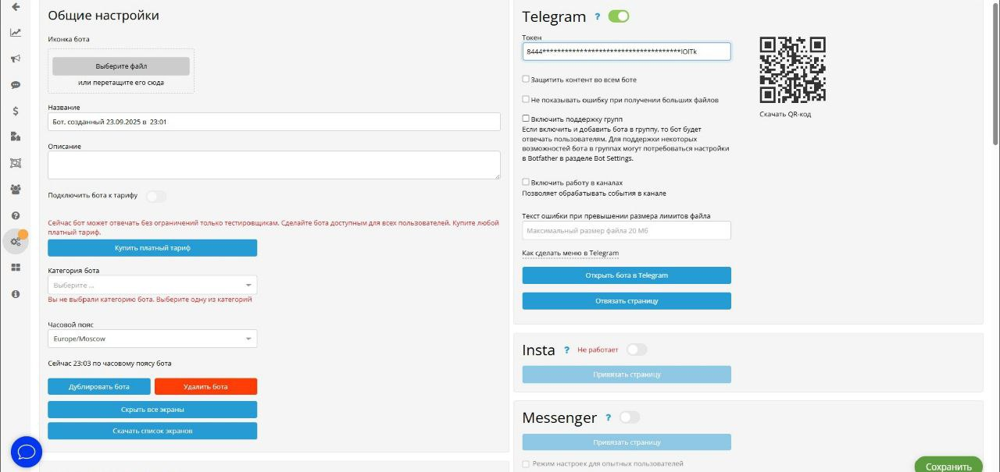 Общие настройки
Иконка бота
Выберите файл
или перетащите его сюда
Название
Бот, созданный 23.09.2025 в 23:01
Описание
Подключить бота к тарифу
Сейчас бот может отвечать без ограничений только тестировщикам. Сделайте бота доступным для всех пользователей. Купите любой
платный тариф.
Купить платный тариф
Категория бота
Выберите ...
Вы не выбрали категорию бота. Выберите одну из категорий
Часовой пояс
Europe/Moscow
Сейчас 23:03 по часовому поясу бота
Дублировать бота
Удалить бота
Скрыть все экраны
Скачать список экранов
Telegram ?
Токен
8444*************************************IOlTk
Защитить контент во всем боте
Не показывать ошибку при получении больших файлов
Включить поддержку групп
Если включить и добавить бота в группу, то бот будет
отвечать пользователям. Для поддержки некоторых
возможностей бота в группах могут потребоваться настройки
в Botfather в разделе Bot Settings.
Включить работу в каналах
Позволяет обрабатывать события в канале
Текст ошибки при превышении размера лимитов файла
Максимальный размер файла 20 Мб
Как сделать меню в Telegram
Открыть бота в Telegram
Отвязать страницу
Скачать QR-код
Insta ? Не работает
Привязать страницу
Messenger ?
Привязать страницу
Режим настроек для опытных пользователей
Сохранить